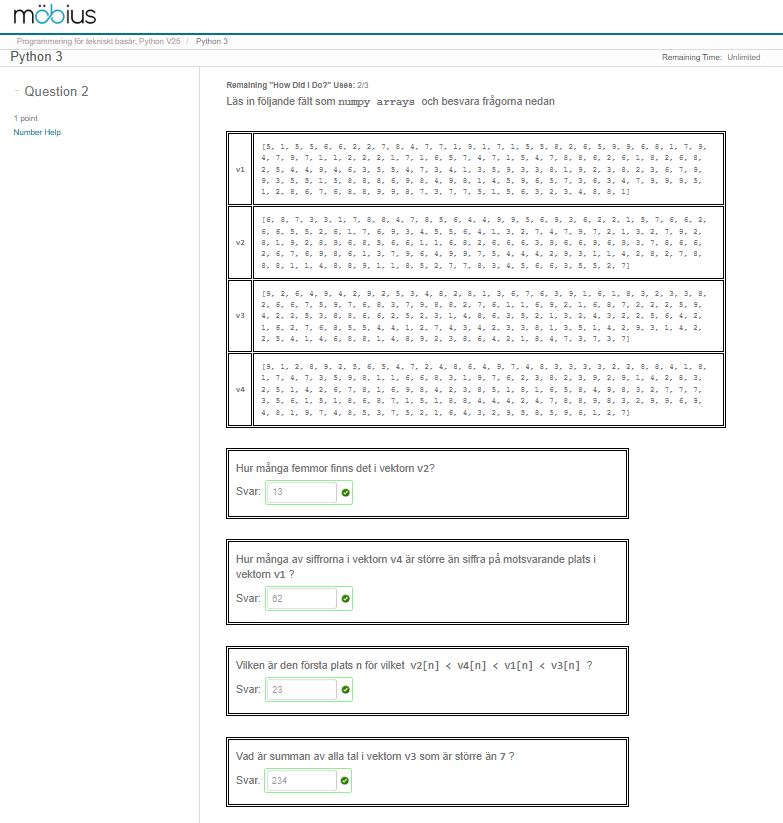 möbius
Programmering för tekniskt basår, Python V25 / Python 3
Python 3
Remaining Time: Unlimited
Question 2
1 point
Number Help
Remaining "How Did I Do?" Uses: 2/3
Läs in följande fält som numpy arrays och besvara frågorna nedan
v1
[5, 1, 5, 5, 6, 6, 2, 2, 7, 8, 4, 7, 7, 1, 9, 1, 7, 1, 5, 5, 8, 2, 6, 5, 9, 9, 6, 8, 1, 7, 9,
4, 7, 9, 7, 1, 1, 2, 2, 2, 1, 7, 1, 6, 5, 7, 4, 7, 1, 5, 4, 7, 8, 8, 6, 2, 6, 1, 8, 2, 6, 8,
2, 5, 4, 4, 9, 4, 6, 3, 5, 5, 4, 7, 3, 4, 1, 3, 5, 9, 3, 3, 8, 1, 9, 2, 3, 8, 2, 3, 6, 7, 9,
9, 3, 5, 5, 1, 5, 8, 8, 8, 6, 9, 8, 4, 9, 8, 1, 4, 5, 9, 6, 5, 7, 3, 6, 3, 4, 7, 9, 9, 9, 5,
1, 2, 8, 6, 7, 6, 8, 8, 9, 9, 8, 7, 3, 7, 7, 5, 1, 5, 6, 3, 2, 3, 4, 8, 8, 1]
v2
[6, 8, 7, 3, 3, 1, 7, 8, 8, 4, 7, 8, 5, 6, 4, 4, 9, 9, 5, 6, 9, 3, 6, 2, 2, 1, 5, 7, 6, 6, 2,
6, 6, 5, 5, 2, 6, 1, 7, 6, 9, 3, 4, 5, 5, 6, 4, 1, 3, 2, 7, 4, 7, 9, 7, 2, 1, 3, 2, 7, 9, 2,
8, 1, 9, 2, 8, 9, 6, 8, 5, 6, 6, 1, 1, 6, 8, 2, 6, 6, 6, 3, 9, 6, 6, 9, 6, 9, 3, 7, 8, 6, 6,
2, 6, 7, 6, 9, 8, 6, 1, 3, 7, 9, 6, 4, 9, 9, 7, 5, 4, 4, 4, 2, 9, 3, 1, 1, 4, 2, 8, 2, 7, 8,
8, 8, 1, 1, 4, 8, 8, 9, 1, 1, 8, 5, 2, 7, 7, 8, 3, 4, 5, 6, 6, 3, 5, 5, 2, 7]
v3
[9, 2, 6, 4, 9, 4, 2, 9, 2, 5, 3, 4, 8, 2, 8, 1, 3, 6, 7, 6, 3, 9, 1, 6, 1, 8, 3, 2, 3, 3, 8,
2, 6, 6, 7, 5, 9, 7, 6, 8, 3, 7, 9, 8, 8, 2, 7, 6, 1, 1, 6, 9, 2, 1, 6, 8, 7, 2, 2, 2, 5, 9,
4, 2, 2, 5, 3, 8, 8, 6, 6, 2, 5, 2, 3, 1, 4, 8, 6, 3, 5, 2, 1, 3, 2, 4, 3, 2, 2, 5, 6, 4, 2,
1, 6, 2, 7, 6, 8, 5, 5, 4, 4, 1, 2, 7, 4, 3, 4, 2, 3, 3, 8, 1, 3, 5, 1, 4, 2, 9, 3, 1, 4, 2,
2, 5, 4, 1, 4, 6, 8, 8, 1, 4, 8, 9, 2, 3, 8, 6, 4, 2, 1, 8, 4, 7, 3, 7, 3, 7]
v4
[9, 1, 2, 8, 9, 2, 5, 6, 5, 4, 7, 2, 4, 8, 6, 4, 9, 7, 4, 8, 3, 3, 3, 3, 2, 2, 8, 8, 4, 1, 8,
1, 7, 4, 7, 3, 5, 9, 8, 1, 1, 6, 6, 8, 3, 1, 9, 7, 6, 2, 3, 8, 2, 3, 9, 2, 9, 1, 4, 2, 8, 3,
2, 5, 1, 4, 2, 6, 7, 8, 1, 6, 9, 8, 4, 2, 3, 8, 5, 1, 8, 1, 6, 5, 8, 4, 9, 8, 3, 2, 7, 7, 7,
3, 5, 6, 1, 5, 1, 8, 6, 8, 7, 1, 5, 1, 8, 8, 4, 4, 4, 2, 4, 7, 8, 8, 9, 8, 3, 2, 9, 9, 6, 9,
4, 8, 1, 9, 7, 4, 8, 5, 3, 7, 5, 2, 1, 6, 4, 3, 2, 9, 5, 8, 5, 9, 6, 1, 2, 7]
Hur många femmor finns det i vektorn v2?
Svar: 13
Hur många av siffrorna i vektorn v4 är större än siffra på motsvarande plats i
vektorn v1 ?
Svar: 62
Vilken är den första plats n för vilket v2[n] < v4[n] < v1[n] < v3[n] ?
Svar: 23
Vad är summan av alla tal i vektorn v3 som är större än 7 ?
Svar. 234